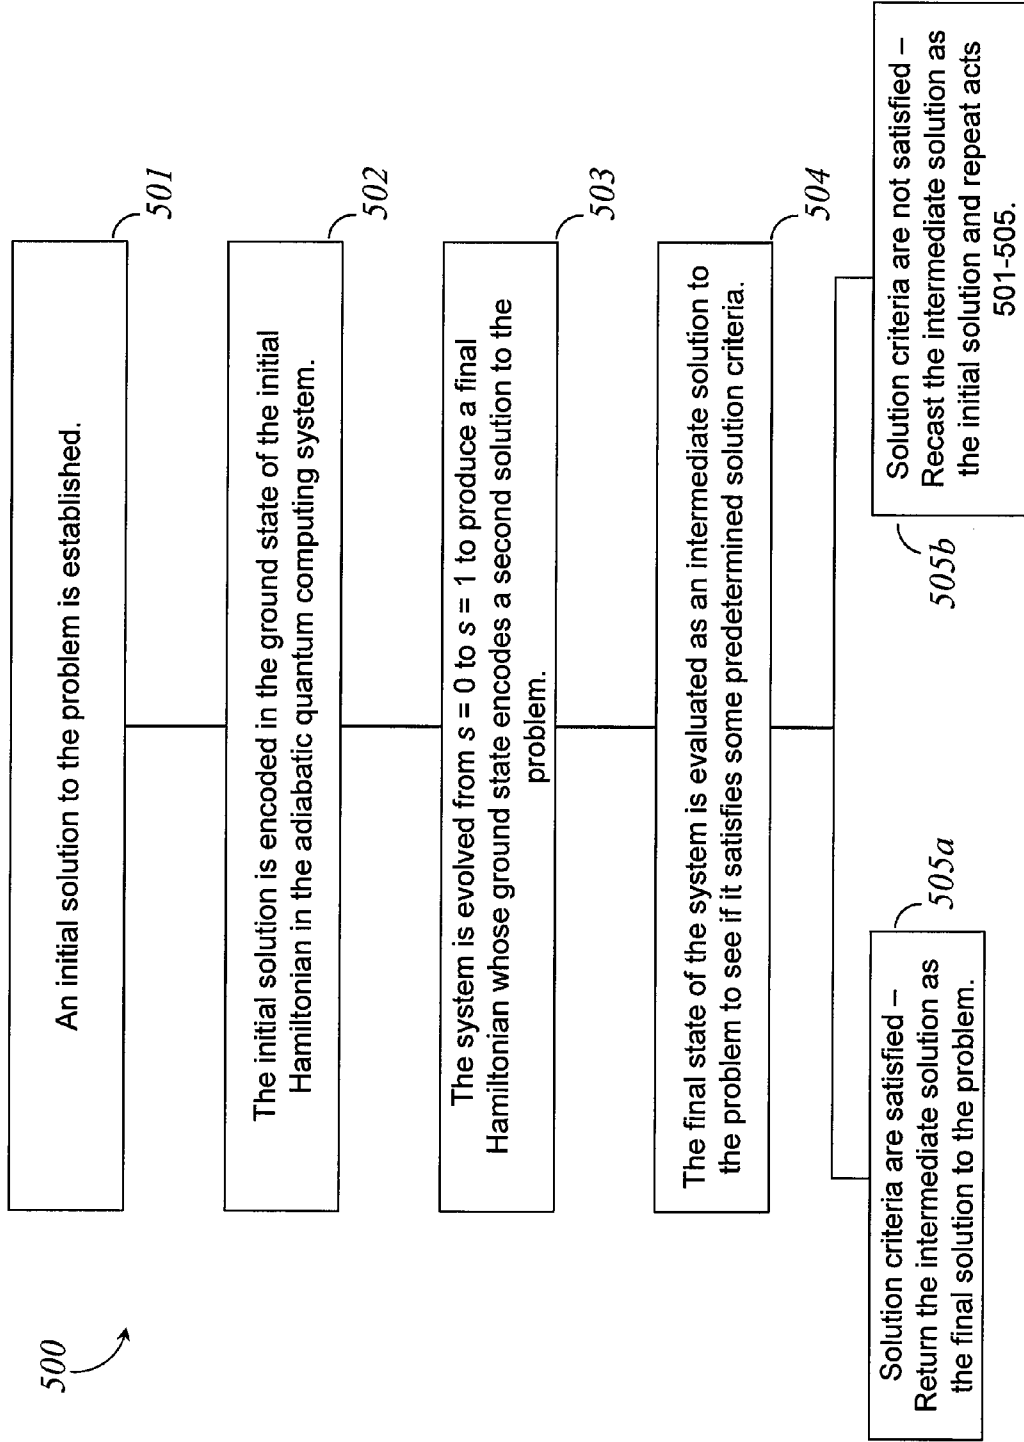 500
An initial solution to the problem is established.
501
The initial solution is encoded in the ground state of the initial
Hamiltonian in the adiabatic quantum computing system.
502
The system is evolved from s = 0 to s = 1 to produce a final
Hamiltonian whose ground state encodes a second solution to the
problem.
503
The final state of the system is evaluated as an intermediate solution to
the problem to see if it satisfies some predetermined solution criteria.
504
Solution criteria are satisfied –
Return the intermediate solution as
the final solution to the problem.
505a
Solution criteria are not satisfied –
Recast the intermediate solution as
the initial solution and repeat acts
501-505.
505b